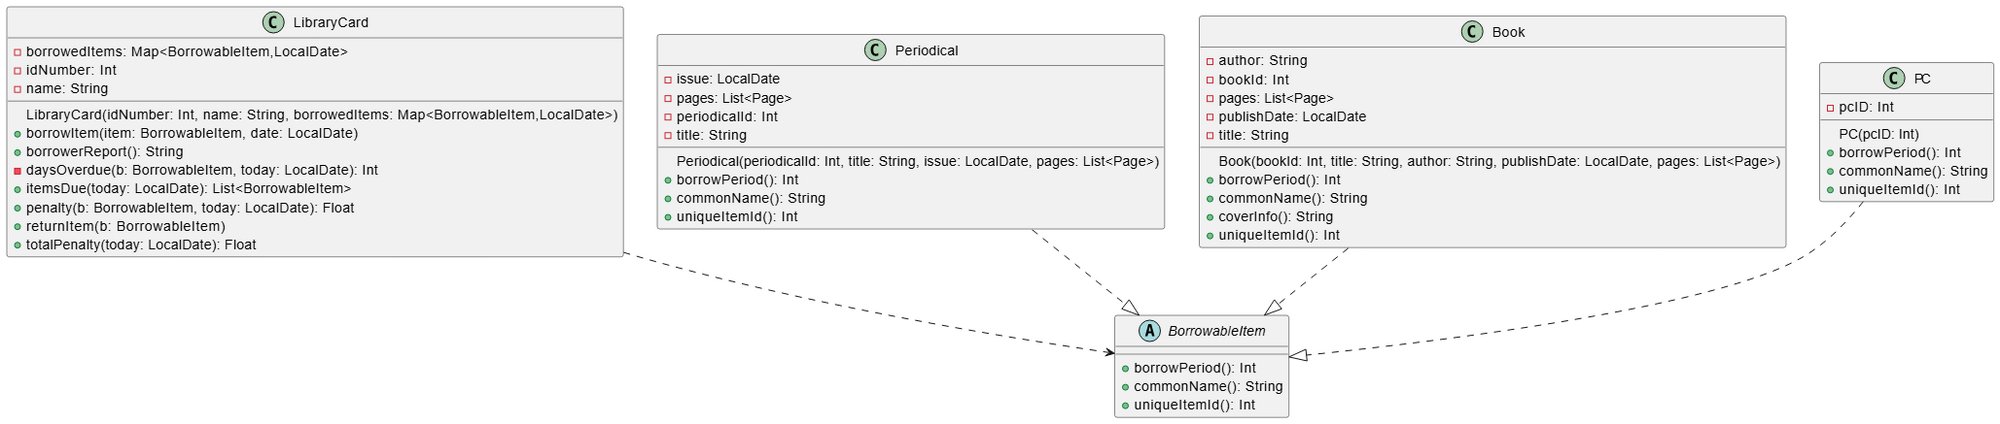 C LibraryCard
borrowedItems: Map<BorrowableItem,LocalDate>
idNumber: Int
name: String
LibraryCard(idNumber: Int, name: String, borrowedItems: Map<BorrowableItem,LocalDate>)
borrowItem(item: BorrowableItem, date: LocalDate)
borrowerReport(): String
daysOverdue(b: BorrowableItem, today: LocalDate): Int
itemsDue(today: LocalDate): List<BorrowableItem>
penalty(b: BorrowableItem, today: LocalDate): Float
returnItem(b: BorrowableItem)
totalPenalty(today: LocalDate): Float
C Periodical
issue: LocalDate
pages: List<Page>
periodicalId: Int
title: String
Periodical(periodicalId: Int, title: String, issue: LocalDate, pages: List<Page>)
borrowPeriod(): Int
commonName(): String
uniqueItemId(): Int
C Book
author: String
bookId: Int
pages: List<Page>
publishDate: LocalDate
title: String
Book(bookId: Int, title: String, author: String, publishDate: LocalDate, pages: List<Page>)
borrowPeriod(): Int
commonName(): String
coverInfo(): String
uniqueItemId(): Int
C PC
pcID: Int
PC(pcID: Int)
borrowPeriod(): Int
commonName(): String
uniqueItemId(): Int
A BorrowableItem
borrowPeriod(): Int
commonName(): String
uniqueItemId(): Int